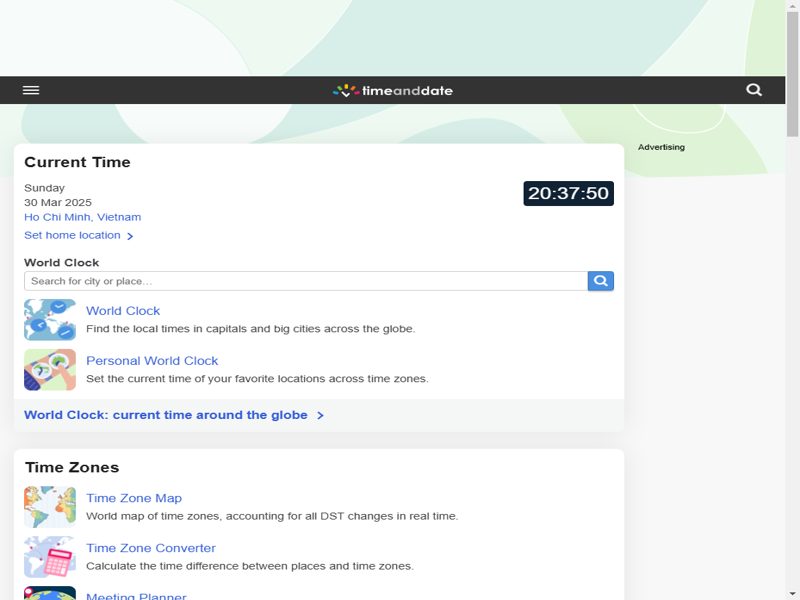 timeanddate
Advertising
Current Time
Sunday
30 Mar 2025
Ho Chi Minh, Vietnam
Set home location
20:37:50
World Clock
Search for city or place...
World Clock
Find the local times in capitals and big cities across the globe.
Personal World Clock
Set the current time of your favorite locations across time zones.
World Clock: current time around the globe
Time Zones
Time Zone Map
World map of time zones, accounting for all DST changes in real time.
Time Zone Converter
Calculate the time difference between places and time zones.
Meeting Planner